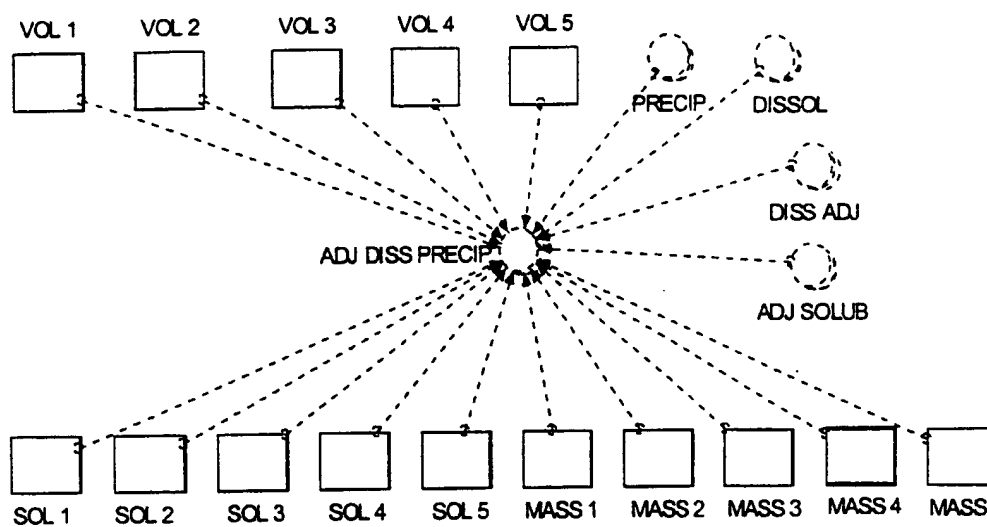 VOL 1 VOL 2 VOL 3 VOL 4 VOL 5
PRECIP. DISSOL
DISS ADJ
ADJ DISS PRECIP
ADJ SOLUB
SOL 1 SOL 2 SOL 3 SOL 4 SOL 5 MASS 1 MASS 2 MASS 3 MASS 4 MASS